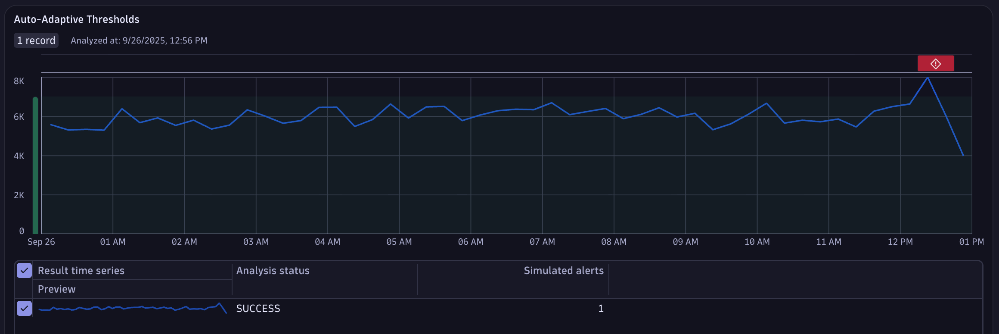 Auto-Adaptive Thresholds
1 record Analyzed at: 9/26/2025, 12:56 PM
8K
6K
4K
2K
0
Sep 26 01 AM 02 AM 03 AM 04 AM 05 AM 06 AM 07 AM 08 AM 09 AM 10 AM 11 AM 12 PM 01 PM
Result time series Analysis status Simulated alerts
Preview
SUCCESS 1